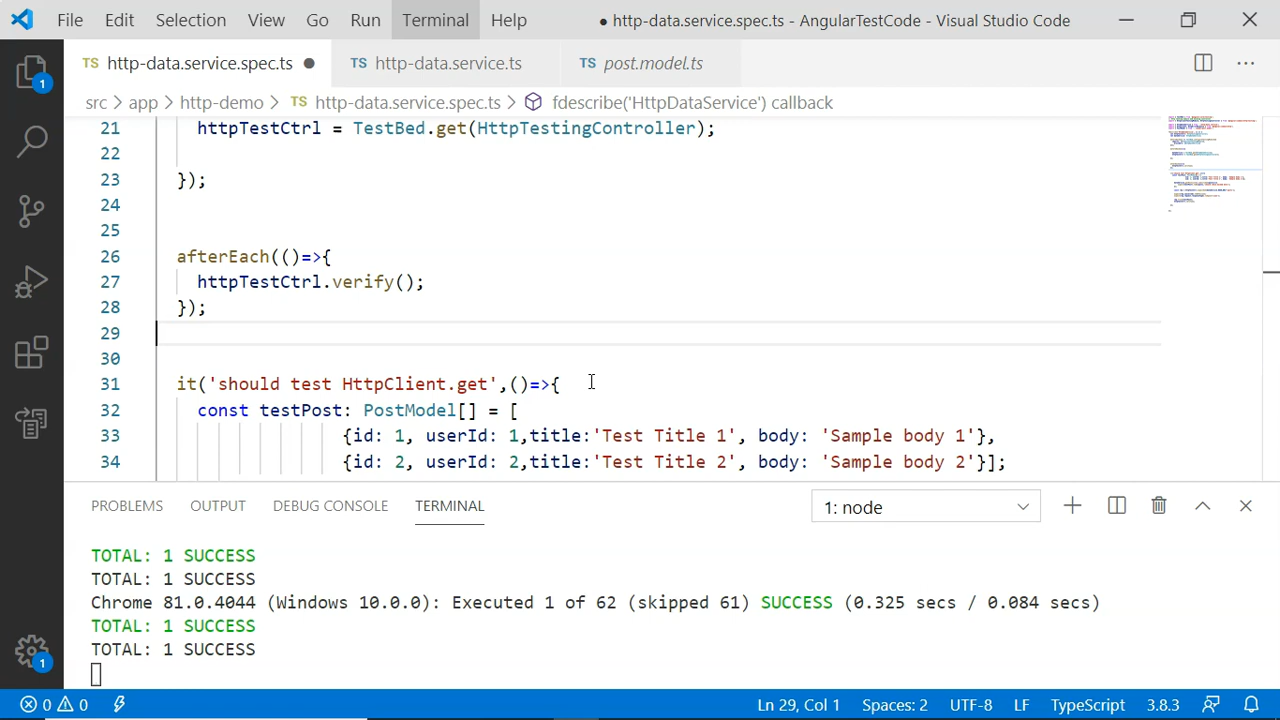 File Edit Selection View Go Run Terminal Help ● http-data.service.spec.ts - AngularTestCode - Visual Studio Code
TS http-data.service.spec.ts ● TS http-data.service.ts TS post.model.ts
src > app > http-demo > TS http-data.service.spec.ts > fdescribe('HttpDataService') callback
21 httpTestCtrl = TestBed.get(HttpTestingController);
22
23 });
24
25
26 afterEach(()=>{
27 httpTestCtrl.verify();
28 });
29
30
31 it('should test HttpClient.get',()=>{
32 const testPost: PostModel[] = [
33 {id: 1, userId: 1,title:'Test Title 1', body: 'Sample body 1'},
34 {id: 2, userId: 2,title:'Test Title 2', body: 'Sample body 2'}];
PROBLEMS OUTPUT DEBUG CONSOLE TERMINAL 1: node
TOTAL: 1 SUCCESS
TOTAL: 1 SUCCESS
Chrome 81.0.4044 (Windows 10.0.0): Executed 1 of 62 (skipped 61) SUCCESS (0.325 secs / 0.084 secs)
TOTAL: 1 SUCCESS
TOTAL: 1 SUCCESS
1
1
0 0 Ln 29, Col 1 Spaces: 2 UTF-8 LF TypeScript 3.8.3